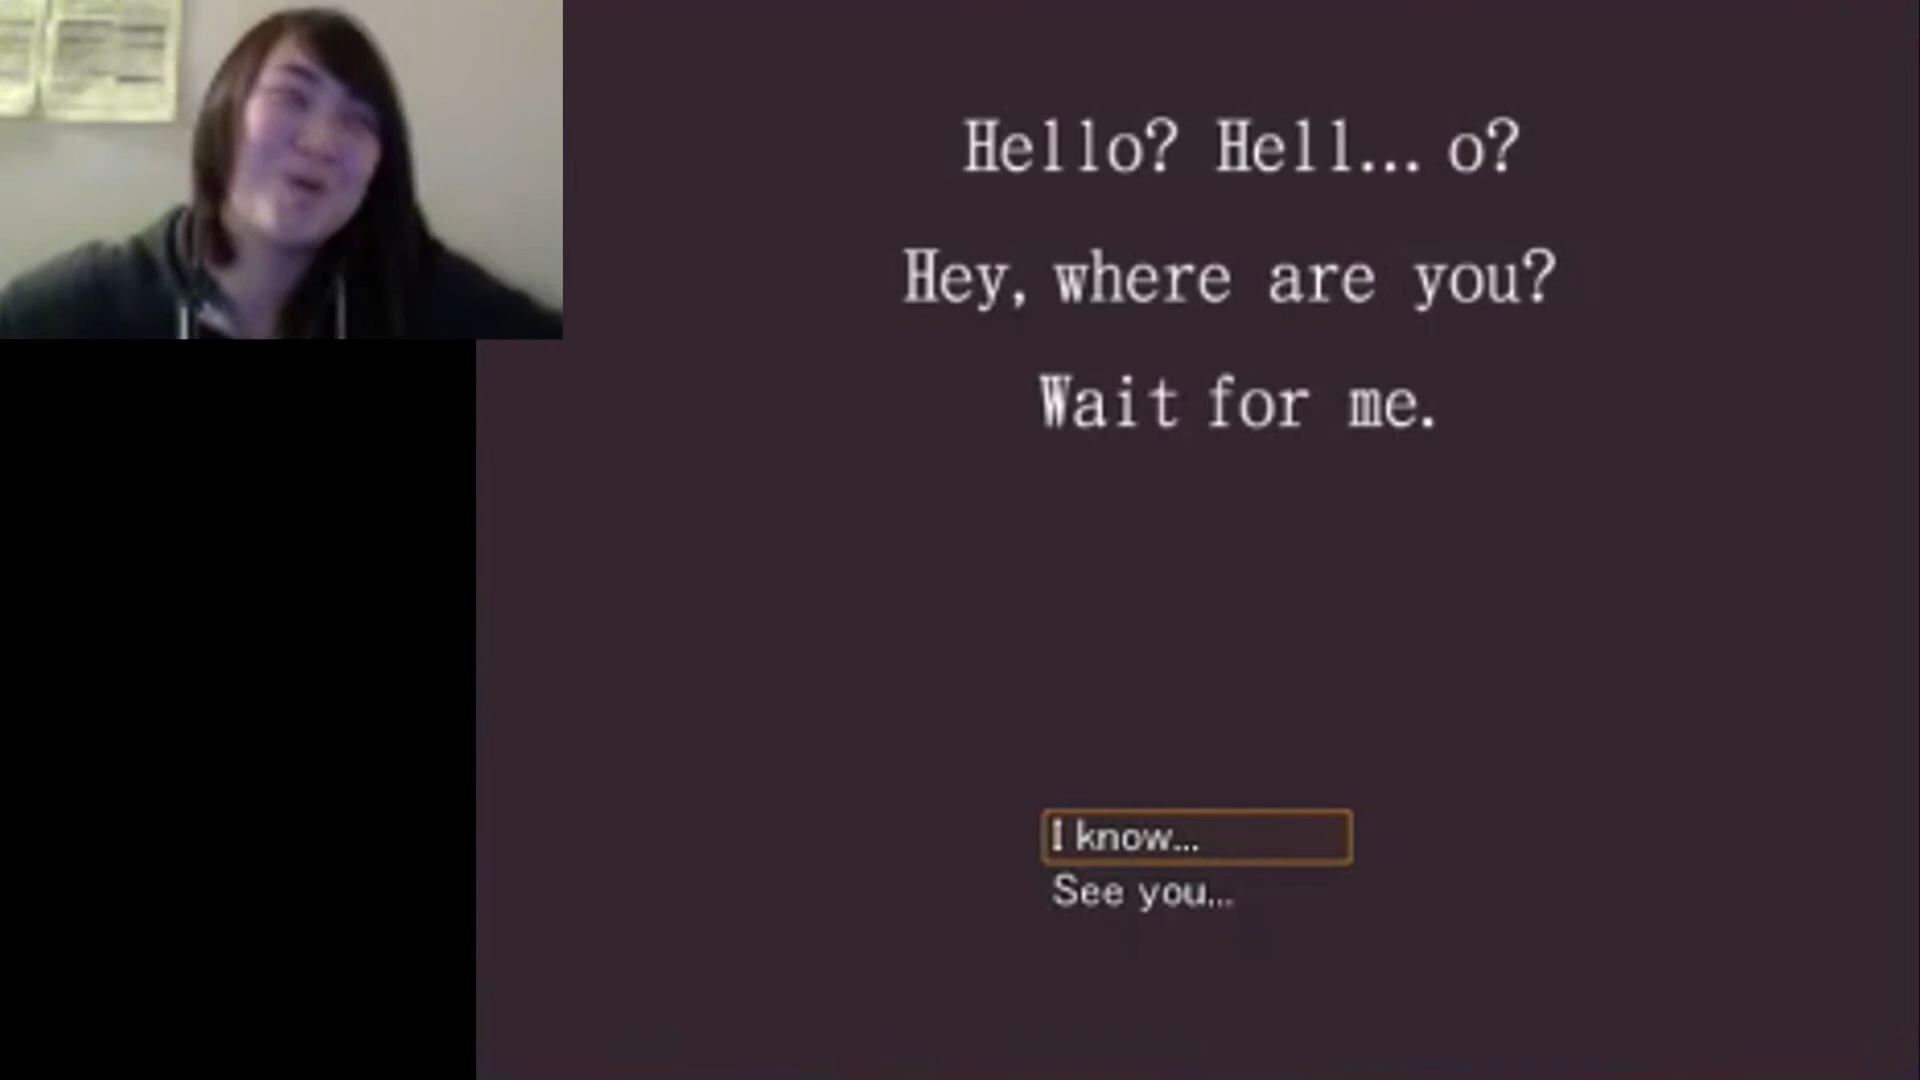 Hello? Hell... o?
Hey, where are you?
Wait for me.
I know...
See you...